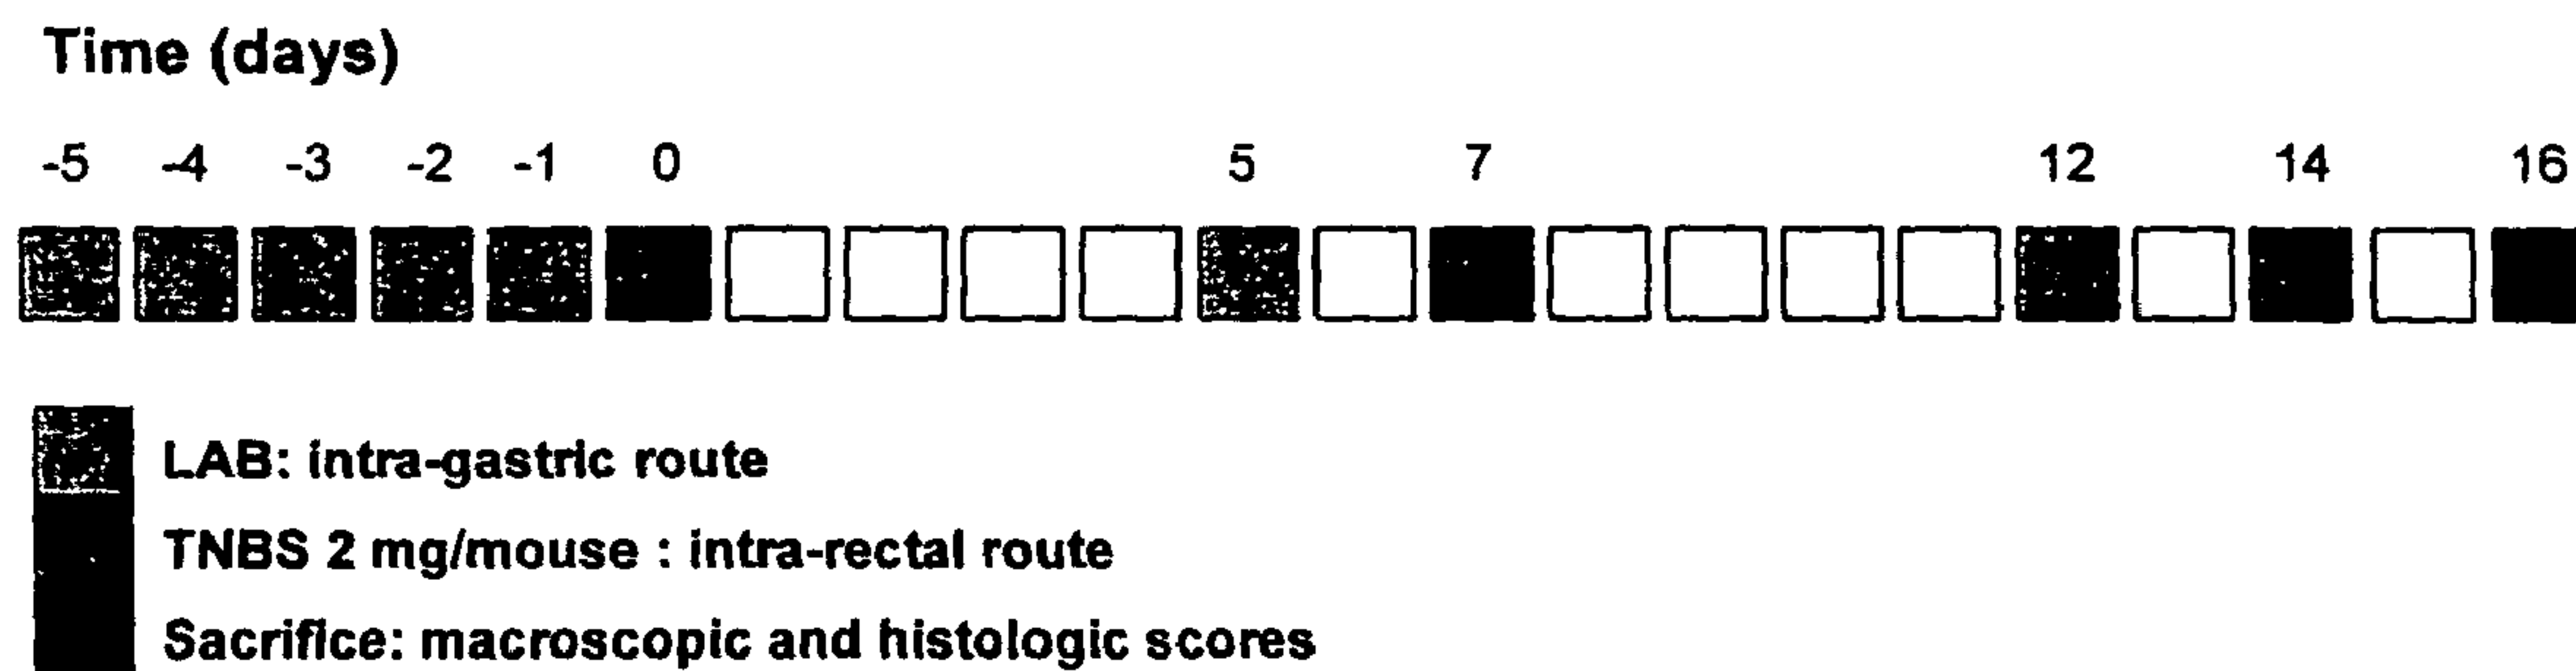 Time (days)
-5 -4 -3 -2 -1 0 5 7 12 14 16
LAB: intra-gastric route
TNBS 2 mg/mouse : intra-rectal route
Sacrifice: macroscopic and histologic scores